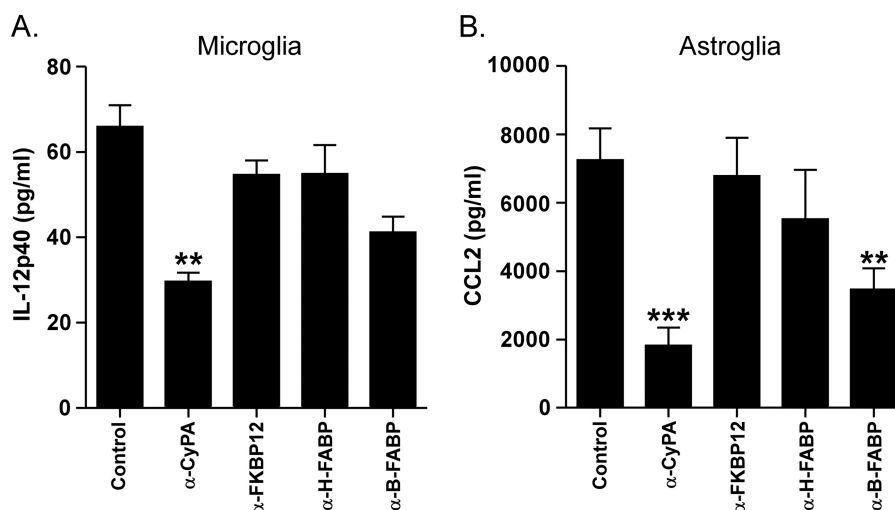 A.
Microglia
IL-12p40 (pg/ml)
80
60
40
20
0
**
Control
α-CyPA
α-FKBP12
α-H-FABP
α-B-FABP
B.
Astroglia
CCL2 (pg/ml)
10000
8000
6000
4000
2000
0
***
**
Control
α-CyPA
α-FKBP12
α-H-FABP
α-B-FABP